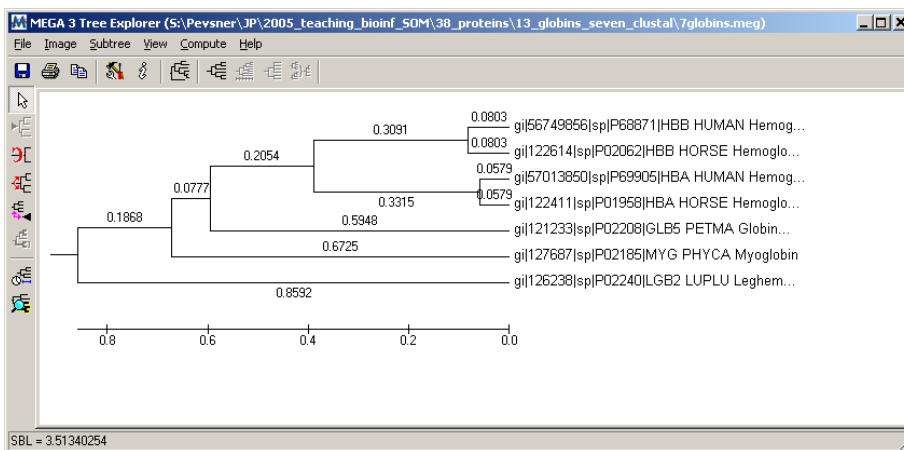 MEGA 3 Tree Explorer (S:\Pevsner\JP\2005_teaching_bioinf_SOM\38_proteins\13_globins_seven_clustal\7globins.meg)
File Image Subtree View Compute Help
0.0803
gi|56749856|sp|P68871|HBB HUMAN Hemog...
0.3091
0.0803
gi|122614|sp|P02062|HBB HORSE Hemoglo...
0.2054
0.0579
gi|57013850|sp|P69905|HBA HUMAN Hemog...
0.0777
0.3315
0.0579
gi|122411|sp|P01958|HBA HORSE Hemoglo...
0.1868
0.5948
gi|121233|sp|P02208|GLB5 PETMA Globin...
0.6725
gi|127687|sp|P02185|MYG PHYCA Myoglobin
0.8592
gi|126238|sp|P02240|LGB2 LUPLU Leghem...
0.8 0.6 0.4 0.2 0.0
SBL = 3.51340254